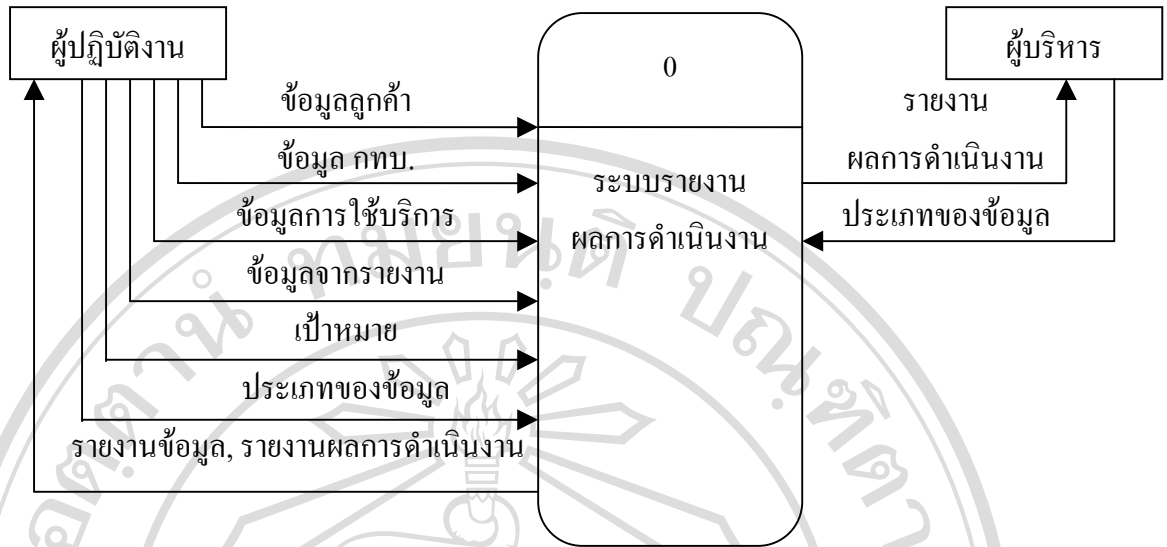 ผู้ปฏิบัติงาน
0
ผู้บริหาร
ข้อมูลลูกค้า
รายงาน
ข้อมูล กทบ.
ผลการดำเนินงาน
ระบบรายงาน
ผลการดำเนินงาน
ข้อมูลการใช้บริการ
ประเภทของข้อมูล
ข้อมูลจากรายงาน
เป้าหมาย
ประเภทของข้อมูล
รายงานข้อมูล, รายงานผลการดำเนินงาน